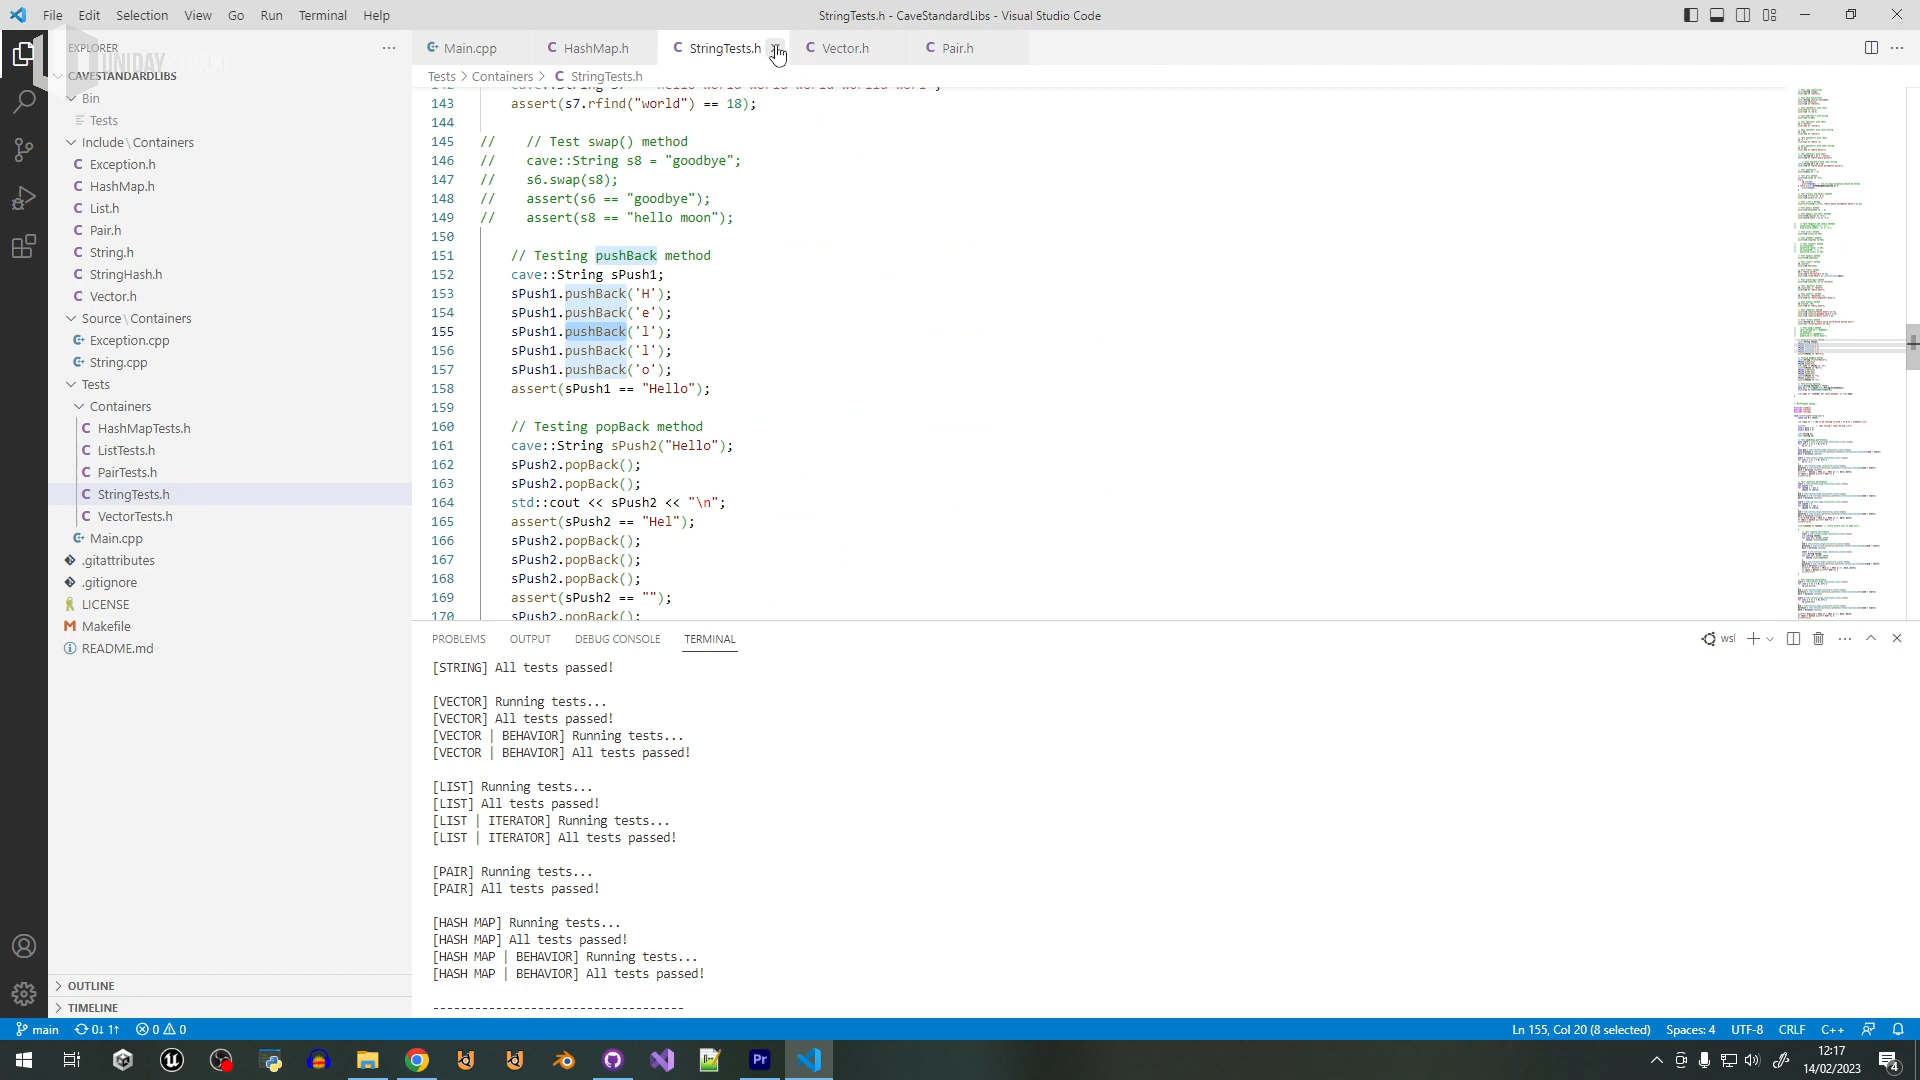 File Edit Selection View Go Run Terminal Help
StringTests.h - CaveStandardLibs - Visual Studio Code
EXPLORER
CAVESTANDARDLIBS
Bin
Tests
Include\Containers
Exception.h
HashMap.h
List.h
Pair.h
String.h
StringHash.h
Vector.h
Source\Containers
Exception.cpp
String.cpp
Tests
Containers
HashMapTests.h
ListTests.h
PairTests.h
StringTests.h
VectorTests.h
Main.cpp
.gitattributes
.gitignore
LICENSE
Makefile
README.md
OUTLINE
TIMELINE
Main.cpp HashMap.h StringTests.h Vector.h Pair.h
Tests > Containers > StringTests.h
143 assert(s7.rfind("world") == 18);
144
145 // // Test swap() method
146 // cave::String s8 = "goodbye";
147 // s6.swap(s8);
148 // assert(s6 == "goodbye");
149 // assert(s8 == "hello moon");
150
151 // Testing pushBack method
152 cave::String sPush1;
153 sPush1.pushBack('H');
154 sPush1.pushBack('e');
155 sPush1.pushBack('l');
156 sPush1.pushBack('l');
157 sPush1.pushBack('o');
158 assert(sPush1 == "Hello");
159
160 // Testing popBack method
161 cave::String sPush2("Hello");
162 sPush2.popBack();
163 sPush2.popBack();
164 std::cout << sPush2 << "\n";
165 assert(sPush2 == "Hel");
166 sPush2.popBack();
167 sPush2.popBack();
168 sPush2.popBack();
169 assert(sPush2 == "");
170 sPush2.popBack();
PROBLEMS OUTPUT DEBUG CONSOLE TERMINAL
wsl
[STRING] All tests passed!
[VECTOR] Running tests...
[VECTOR] All tests passed!
[VECTOR | BEHAVIOR] Running tests...
[VECTOR | BEHAVIOR] All tests passed!
[LIST] Running tests...
[LIST] All tests passed!
[LIST | ITERATOR] Running tests...
[LIST | ITERATOR] All tests passed!
[PAIR] Running tests...
[PAIR] All tests passed!
[HASH MAP] Running tests...
[HASH MAP] All tests passed!
[HASH MAP | BEHAVIOR] Running tests...
[HASH MAP | BEHAVIOR] All tests passed!
------------------------------------
main 0↓ 1↑ 0 0
Ln 155, Col 20 (8 selected) Spaces: 4 UTF-8 CRLF C++
Pr
12:17
14/02/2023
4